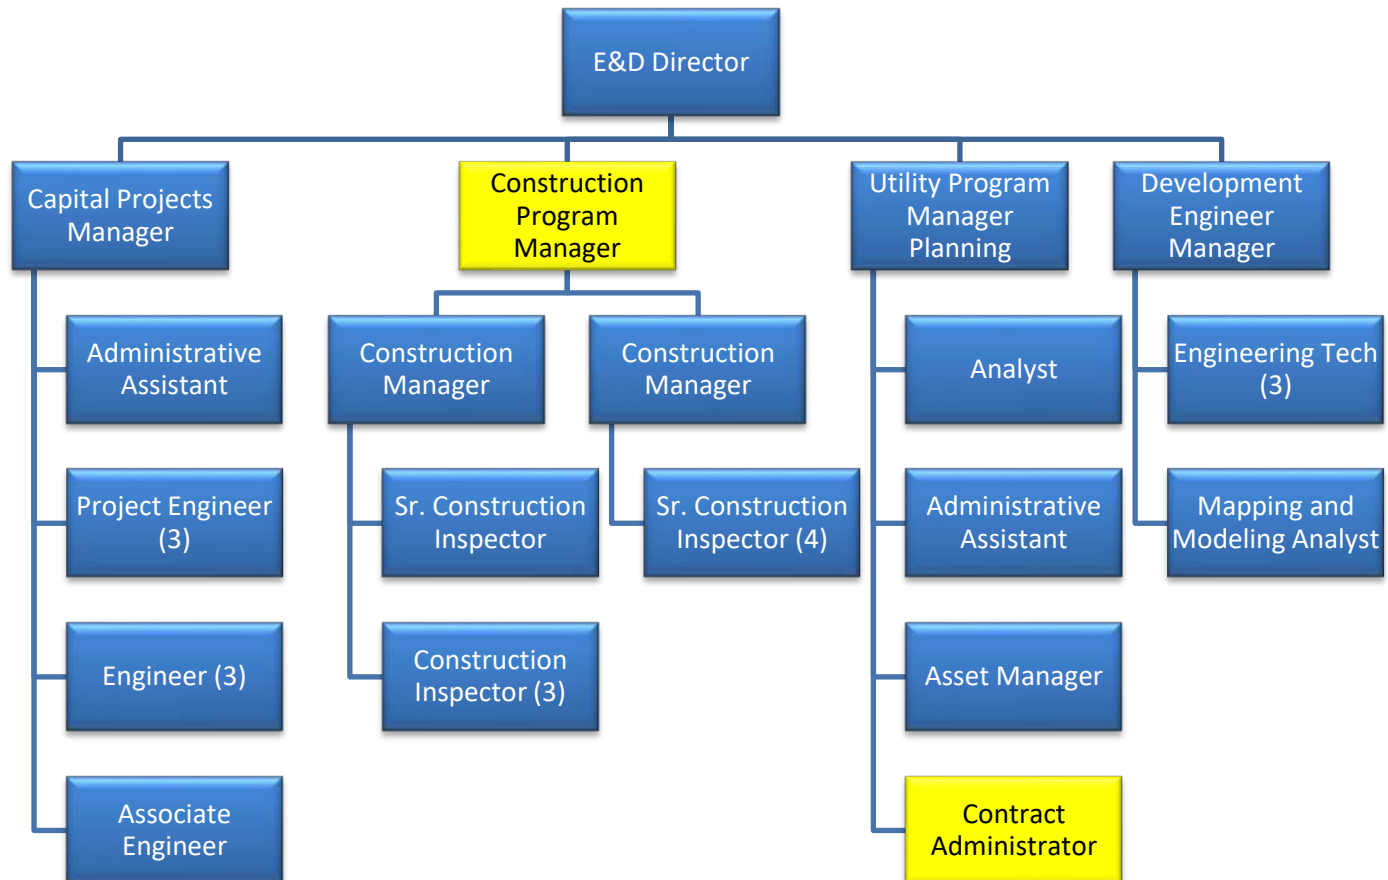 E&D Director
Capital Projects
Manager
Construction
Program
Manager
Utility Program
Manager
Planning
Development
Engineer
Manager
Administrative
Assistant
Construction
Manager
Construction
Manager
Analyst
Engineering Tech
(3)
Project Engineer
(3)
Sr. Construction
Inspector
Sr. Construction
Inspector (4)
Administrative
Assistant
Mapping and
Modeling Analyst
Engineer (3)
Construction
Inspector (3)
Asset Manager
Associate
Engineer
Contract
Administrator